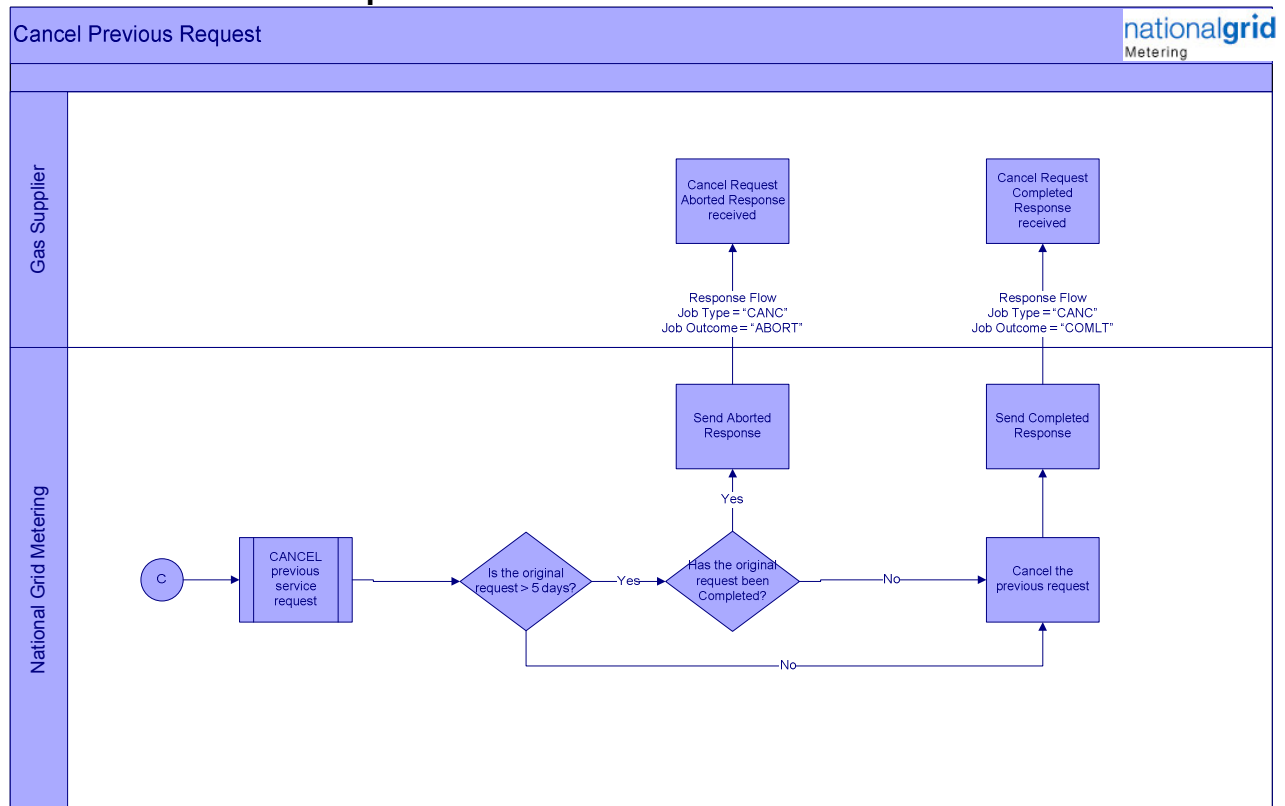 Cancel Previous Request
nationalgrid
Metering
Gas Supplier
Cancel Request
Aborted Response
received
Cancel Request
Completed
Response
received
Response Flow
Job Type = “CANC”
Job Outcome = “ABORT”
Response Flow
Job Type = “CANC”
Job Outcome = “COMLT”
National Grid Metering
Send Aborted
Response
Send Completed
Response
Yes
C
CANCEL
previous
service
request
Is the original
request > 5 days?
Yes
Has the original
request been
Completed?
No
Cancel the
previous request
No